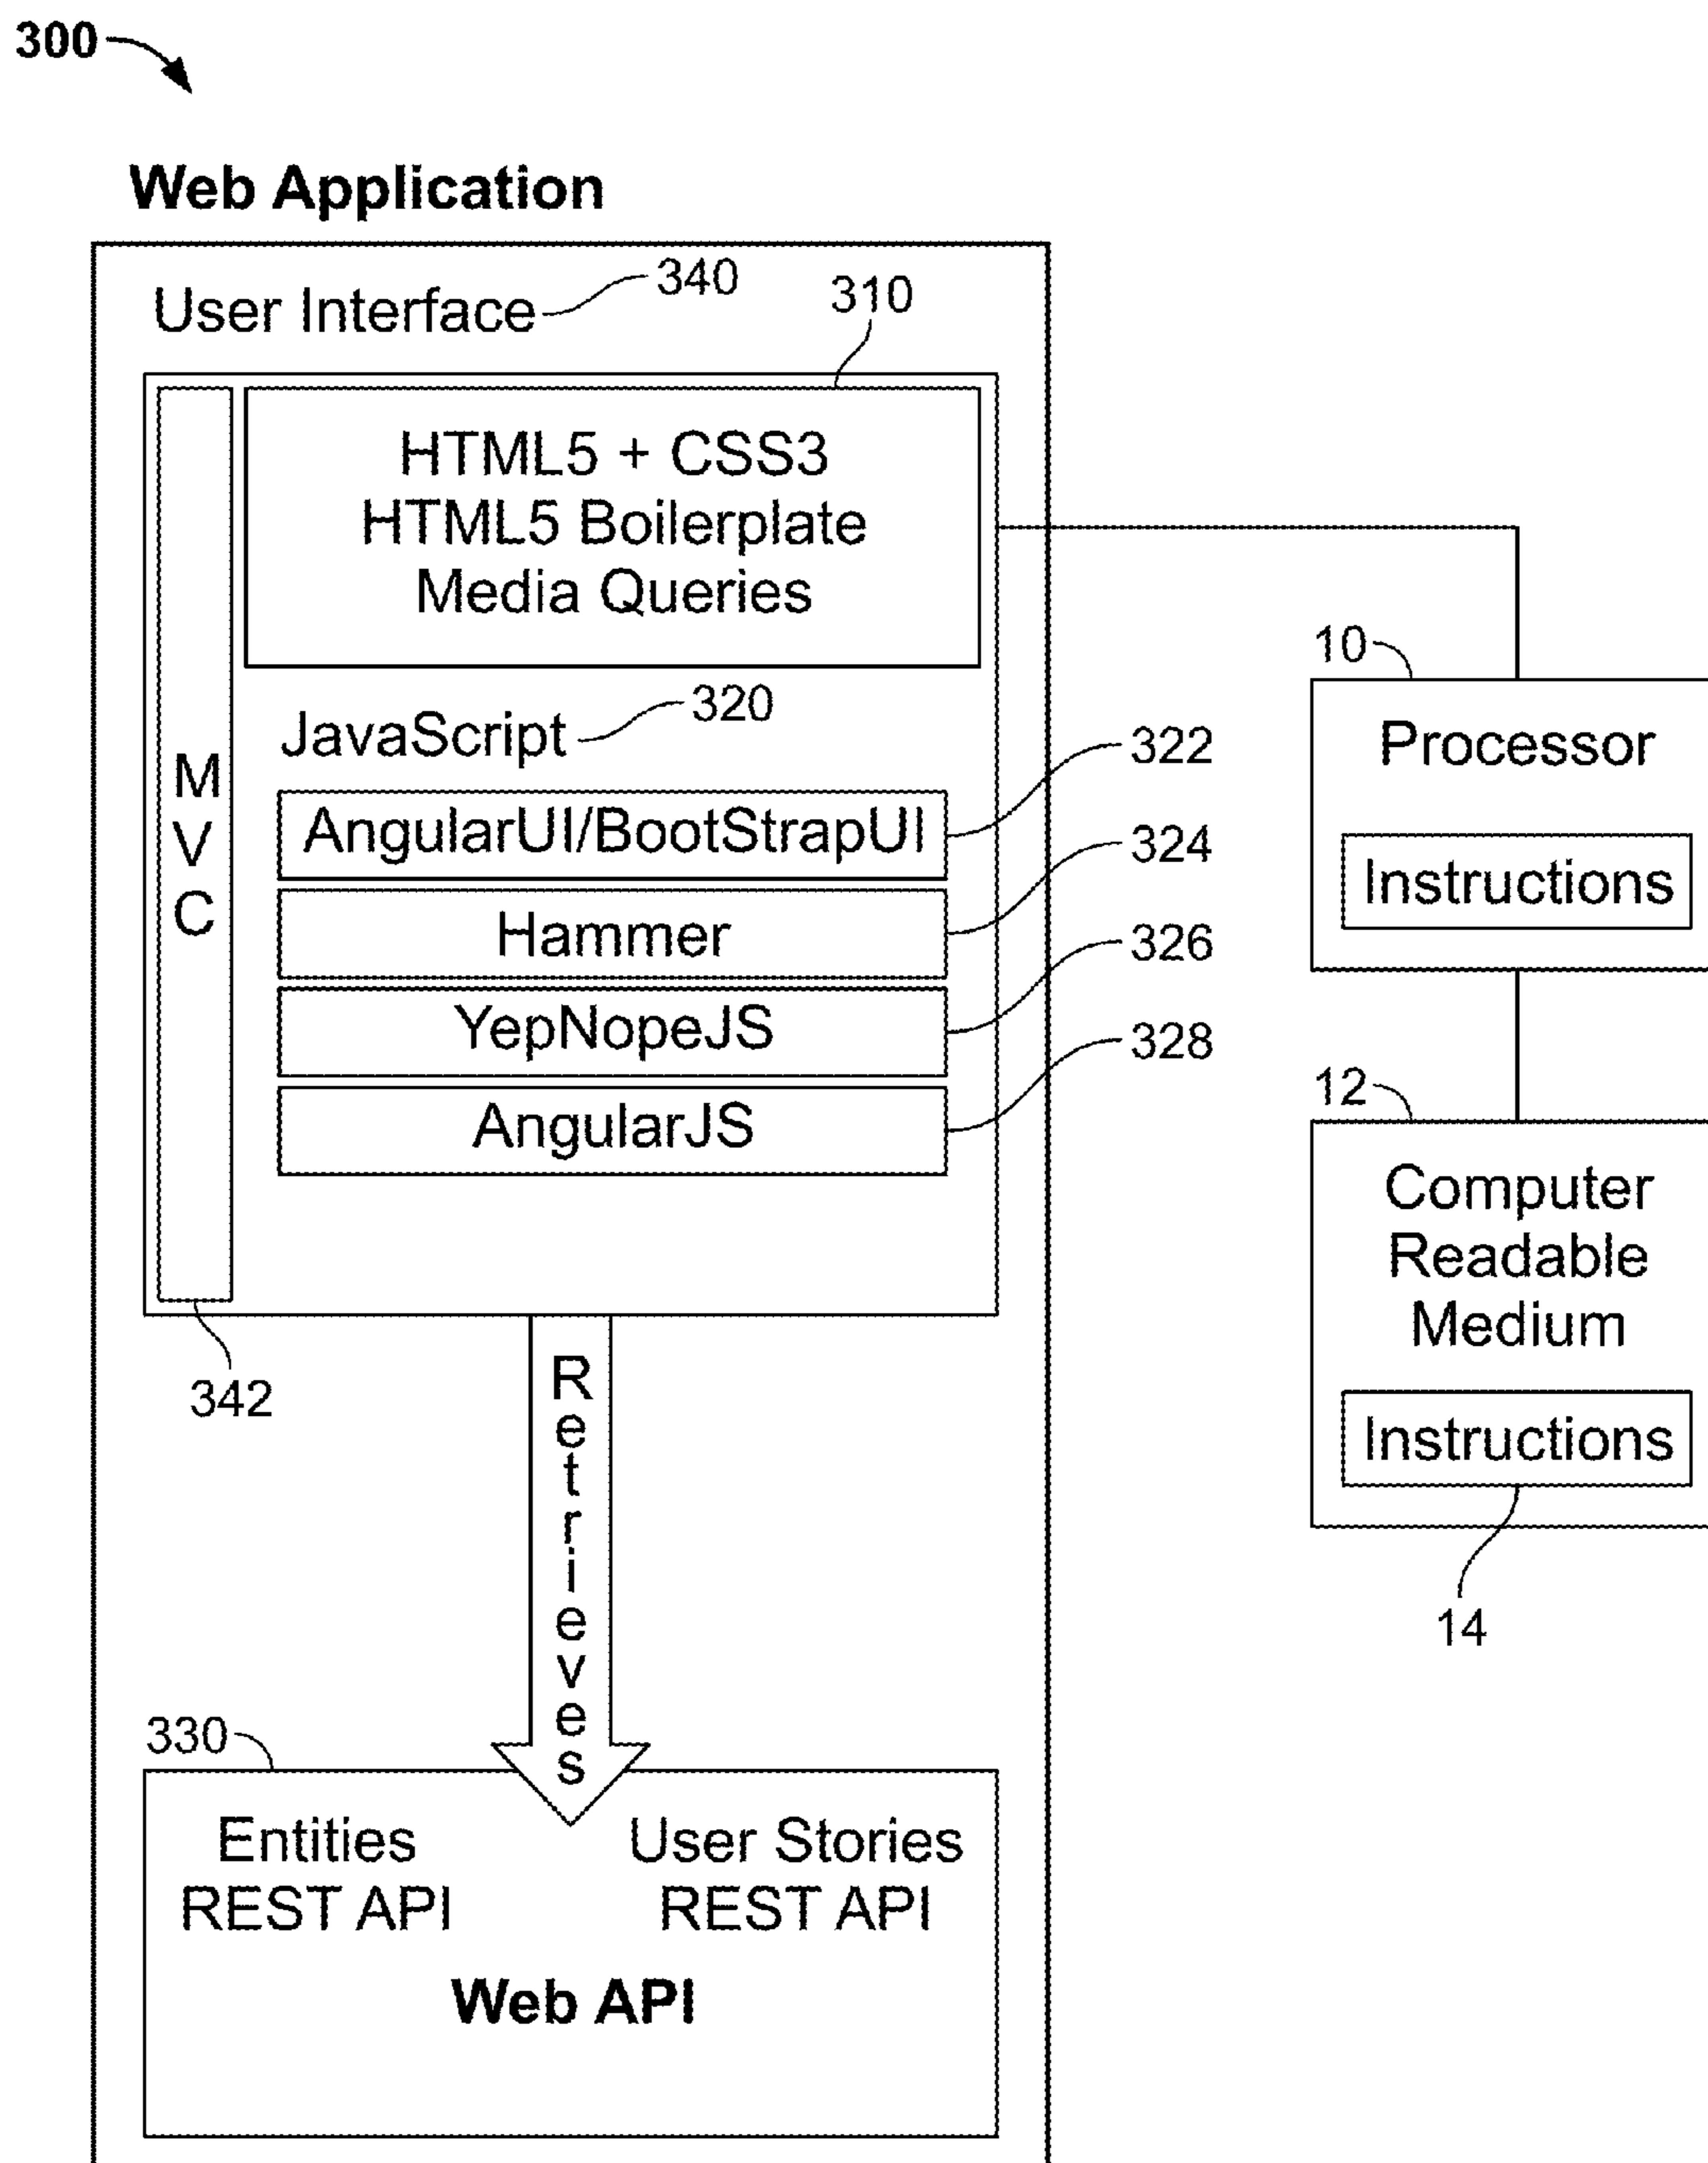 300
Web Application
User Interface
340
310
HTML5 + CSS3
HTML5 Boilerplate
Media Queries
MVC
JavaScript
320
AngularUI/BootStrapUI
322
Hammer
324
YepNopeJS
326
AngularJS
328
342
Retrieves
330
Entities
REST API
User Stories
REST API
Web API
10
Processor
Instructions
12
Computer
Readable
Medium
Instructions
14